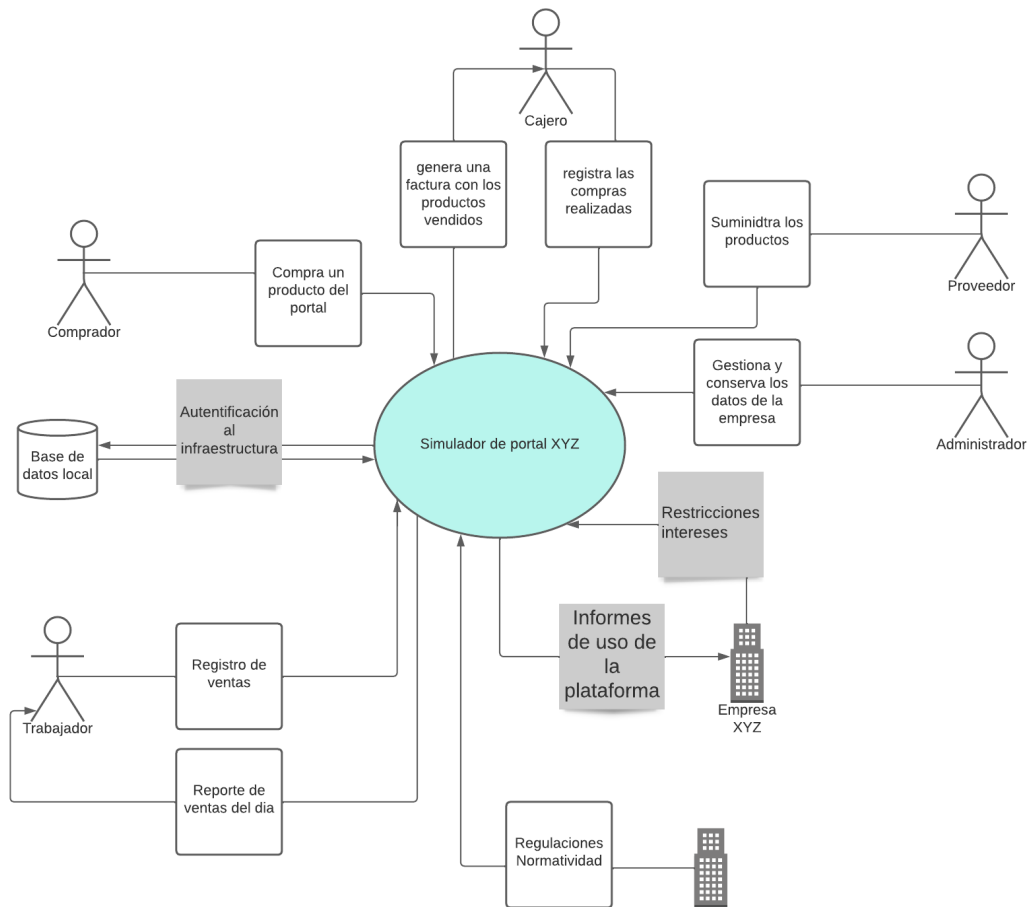 Cajero
genera una
factura con los
productos
vendidos
registra las
compras
realizadas
Suminidtra los
productos
Proveedor
Compra un
producto del
portal
Comprador
Gestiona y
conserva los
datos de la
empresa
Administrador
Autentificación
al
infraestructura
Base de
datos local
Simulador de portal XYZ
Restricciones
intereses
Informes
de uso de
la
plataforma
Empresa
XYZ
Registro de
ventas
Trabajador
Reporte de
ventas del dia
Regulaciones
Normatividad